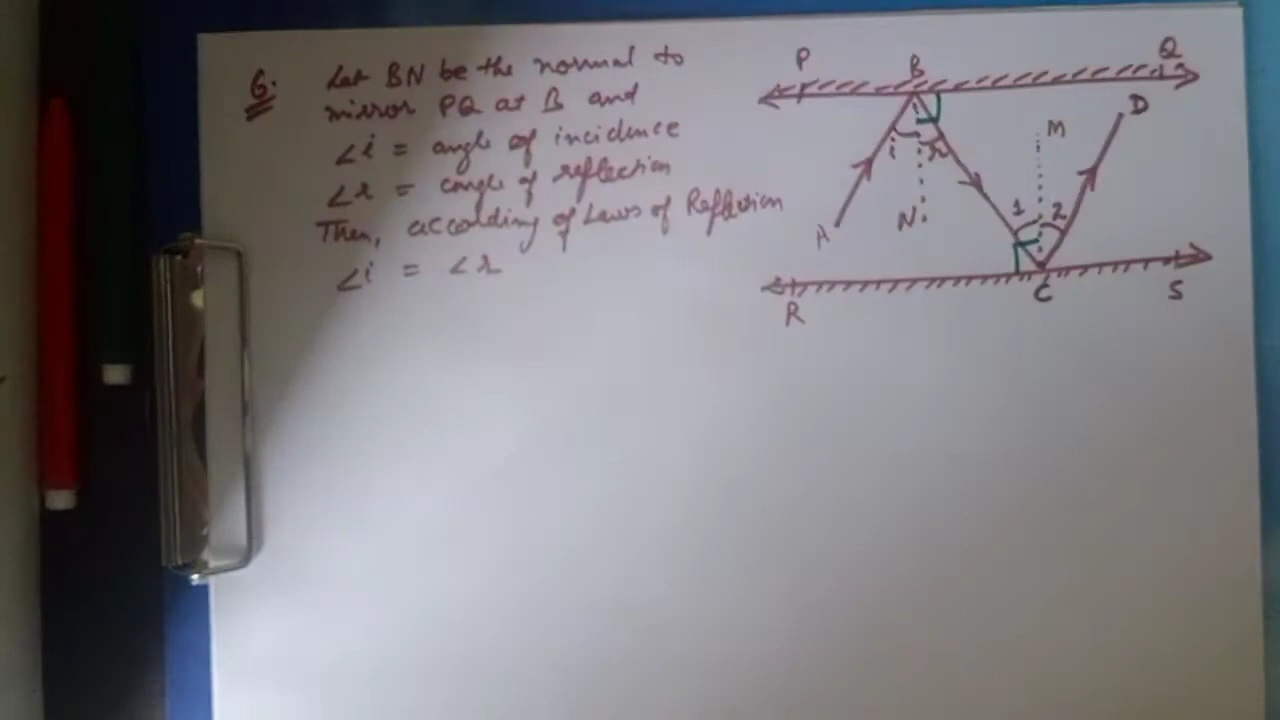 6. Let BN be the normal to
mirror PQ at B and
∠i = angle of incidence
∠r = angle of reflection
Then, according of Laws of Reflection
∠i = ∠r
P B Q
D
M
i r
1 2
N
A
R C S